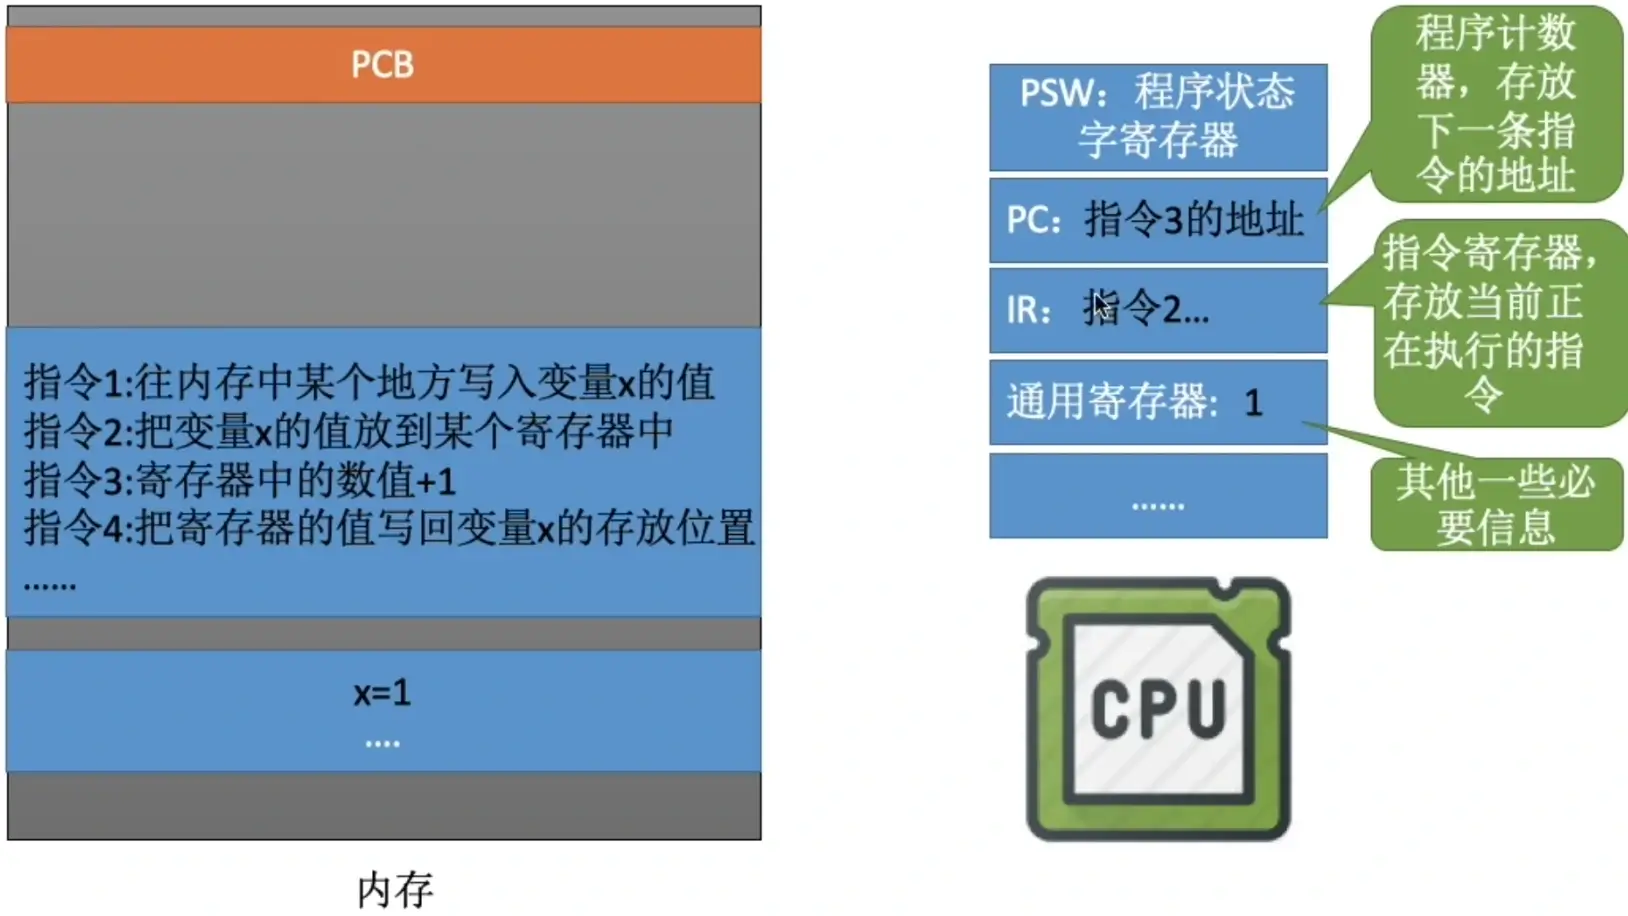 PCB
指令1:往内存中某个地方写入变量x的值
指令2:把变量x的值放到某个寄存器中
指令3:寄存器中的数值+1
指令4:把寄存器的值写回变量x的存放位置
......
x=1
....
内存
PSW：程序状态
字寄存器
PC：指令3的地址
IR：指令2...
通用寄存器：1
......
程序计数
器，存放
下一条指
令的地址
指令寄存器，
存放当前正
在执行的指
令
其他一些必
要信息
CPU